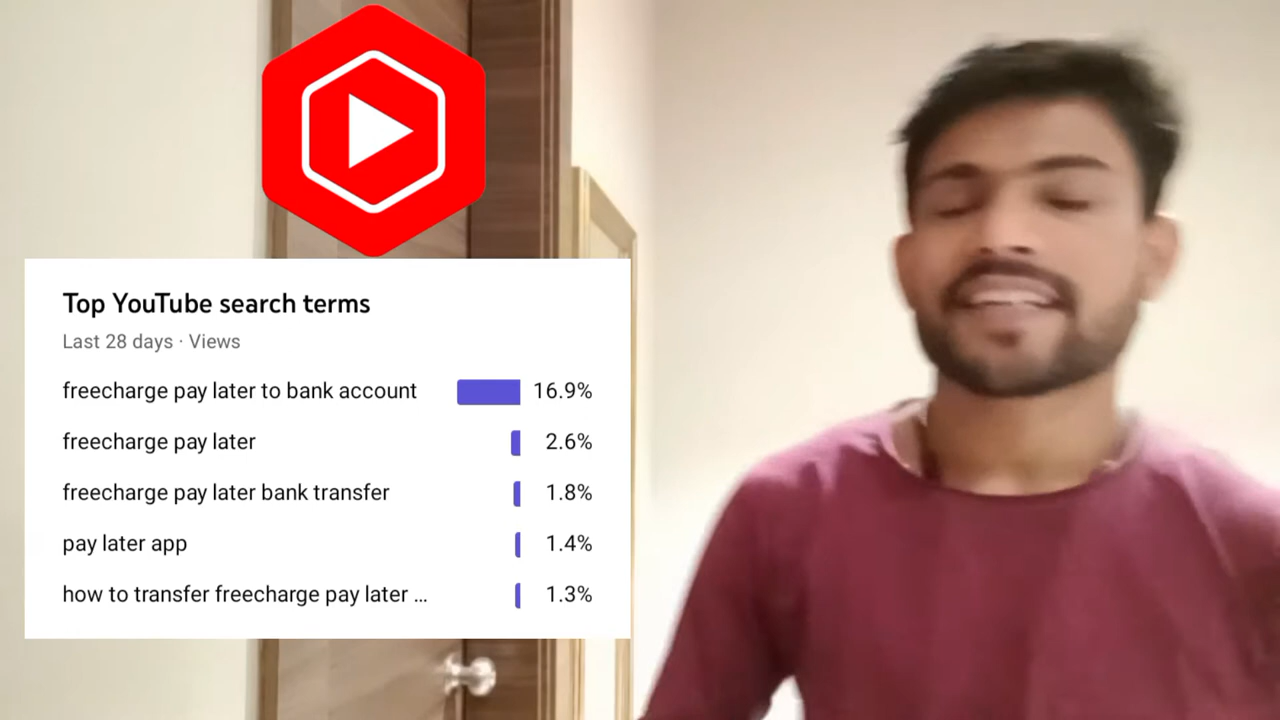 Top YouTube search terms
Last 28 days · Views
freecharge pay later to bank account 16.9%
freecharge pay later 2.6%
freecharge pay later bank transfer 1.8%
pay later app 1.4%
how to transfer freecharge pay later ... 1.3%